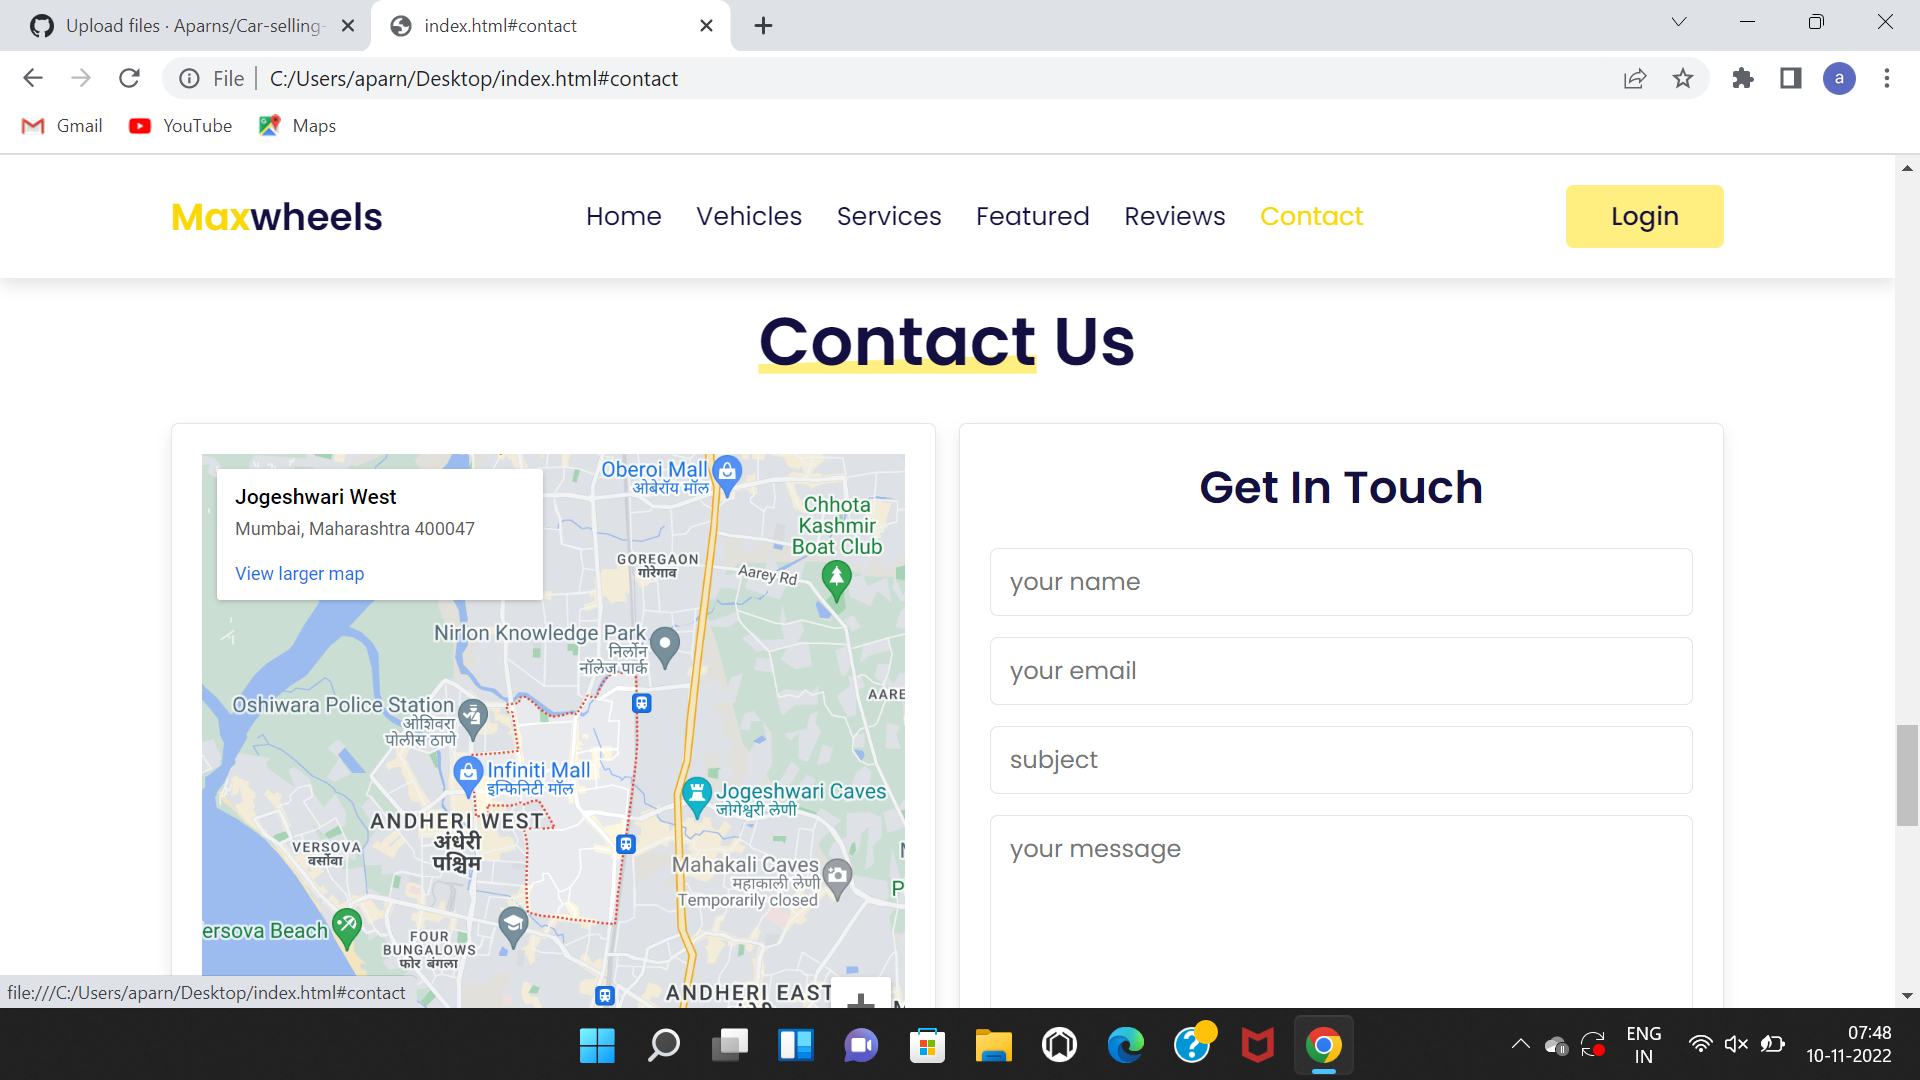 Upload files · Aparns/Car-selling-
index.html#contact
File
C:/Users/aparn/Desktop/index.html#contact
a
Gmail
YouTube
Maps
Maxwheels
Home
Vehicles
Services
Featured
Reviews
Contact
Login
Contact Us
Jogeshwari West
Mumbai, Maharashtra 400047
View larger map
Oberoi Mall
ओबेरॉय मॉल
Chhota
Kashmir
Boat Club
GOREGAON
गोरेगाव
Aarey Rd
Nirlon Knowledge Park
निर्लोन
नॉलेज पार्क
AARE
Oshiwara Police Station
ओशिवरा
पोलीस ठाणे
Infiniti Mall
इन्फिनिटी मॉल
Jogeshwari Caves
जोगेश्वरी लेणी
ANDHERI WEST
अंधेरी
पश्चिम
VERSOVA
वर्सोवा
Mahakali Caves
महाकाली लेणी
Temporarily closed
P
ersova Beach
FOUR
BUNGALOWS
फोर बंगला
ANDHERI EAST
Get In Touch
your name
your email
subject
your message
file:///C:/Users/aparn/Desktop/index.html#contact
ENG
IN
07:48
10-11-2022